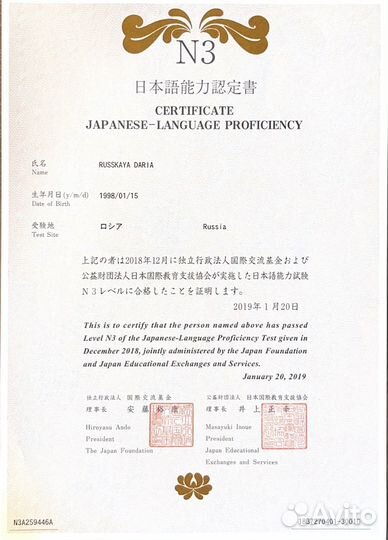 N3
日本語能力認定書
CERTIFICATE
JAPANESE-LANGUAGE PROFICIENCY
氏名 RUSSKAYA DARIA
Name
生年月日(y/m/d) 1998/01/15
Date of Birth
受験地 ロシア Russia
Test Site
上記の者は2018年12月に独立行政法人国際交流基金および
公益財団法人日本国際教育支援協会が実施した日本語能力試験
N3レベルに合格したことを証明します。
2019年1月20日
This is to certify that the person named above has passed
Level N3 of the Japanese-Language Proficiency Test given in
December 2018, jointly administered by the Japan Foundation
and Japan Educational Exchanges and Services.
January 20, 2019
独立行政法人 国際交流基金
理事長 安藤裕康
Hiroyasu Ando
President
The Japan Foundation
公益財団法人 日本国際教育支援協会
理事長 井上正幸
Masayuki Inoue
President
Japan Educational
Exchanges and Services
N3A259446A
18B7270401-30010
Avito